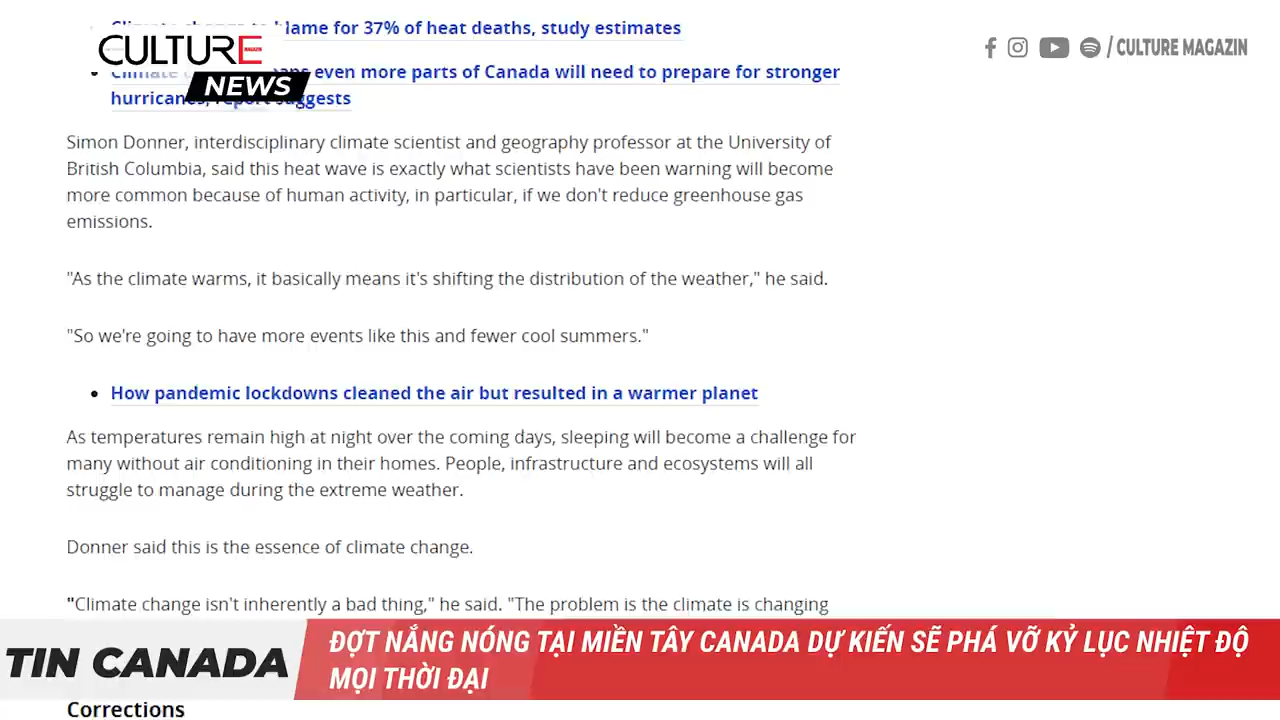 lame for 37% of heat deaths, study estimates
CULTURE
MAGAZIN
NEWS
/ CULTURE MAGAZIN
even more parts of Canada will need to prepare for stronger
Simon Donner, interdisciplinary climate scientist and geography professor at the University of
British Columbia, said this heat wave is exactly what scientists have been warning will become
more common because of human activity, in particular, if we don't reduce greenhouse gas
emissions.
"As the climate warms, it basically means it's shifting the distribution of the weather," he said.
"So we're going to have more events like this and fewer cool summers."
• How pandemic lockdowns cleaned the air but resulted in a warmer planet
As temperatures remain high at night over the coming days, sleeping will become a challenge for
many without air conditioning in their homes. People, infrastructure and ecosystems will all
struggle to manage during the extreme weather.
Donner said this is the essence of climate change.
"Climate change isn't inherently a bad thing," he said. "The problem is the climate is changing
TIN CANADA
ĐỢT NẮNG NÓNG TẠI MIỀN TÂY CANADA DỰ KIẾN SẼ PHÁ VỠ KỶ LỤC NHIỆT ĐỘ
MỌI THỜI ĐẠI
Corrections